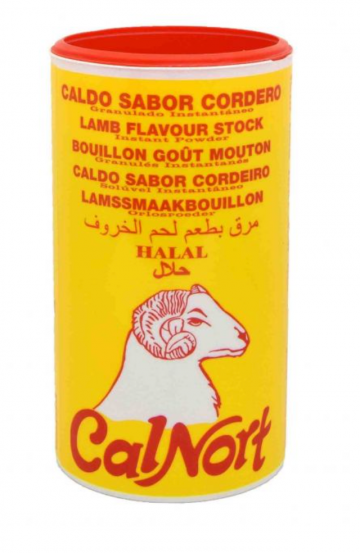 CALDO SABOR CORDERO
Granulado Instantáneo
LAMB FLAVOUR STOCK
Instant Powder
BOUILLON GOÛT MOUTON
Granulés Instantanés
CALDO SABOR CORDEIRO
Solúvel Instantâneo
LAMSSMAAKBOUILLON
مرق بطعم لحم الخروف
HALAL
حلال
CalNort